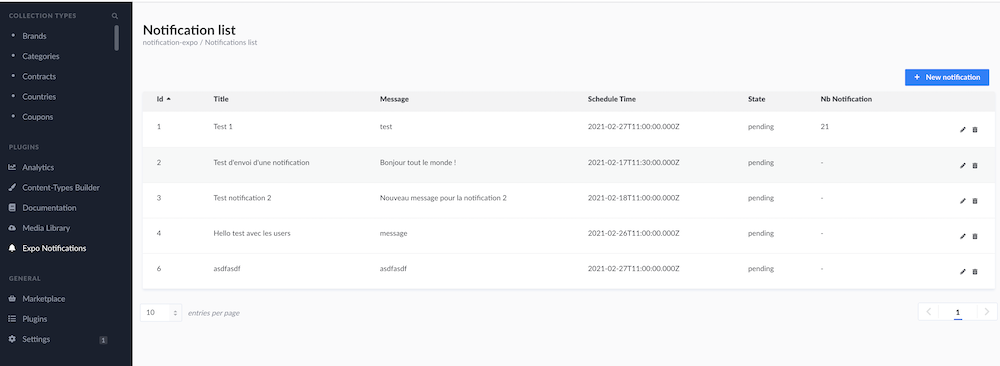 COLLECTION TYPES
Brands
Categories
Contracts
Countries
Coupons
PLUGINS
Analytics
Content-Types Builder
Documentation
Media Library
Expo Notifications
GENERAL
Marketplace
Plugins
Settings 1
Notification list
notification-expo / Notifications list
+ New notification
Id Title Message Schedule Time State Nb Notification
1 Test 1 test 2021-02-27T11:00:00.000Z pending 21
2 Test d'envoi d'une notification Bonjour tout le monde ! 2021-02-17T11:30:00.000Z pending -
3 Test notification 2 Nouveau message pour la notification 2 2021-02-18T11:00:00.000Z pending -
4 Hello test avec les users message 2021-02-26T11:00:00.000Z pending -
6 asdfasdf asdfasdf 2021-02-27T11:00:00.000Z pending -
10 entries per page
1